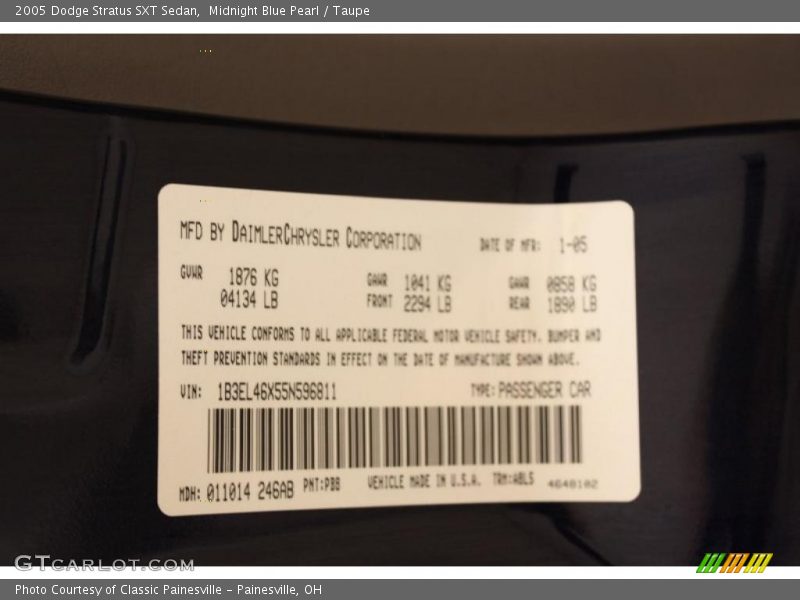 2005 Dodge Stratus SXT Sedan,  Midnight Blue Pearl / Taupe
MFD BY DAIMLERCHRYSLER CORPORATION DATE OF MFR: 1-05
GVWR 1876 KG GAWR 1041 KG GAWR 0858 KG
04134 LB FRONT 2294 LB REAR 1890 LB
THIS VEHICLE CONFORMS TO ALL APPLICABLE FEDERAL MOTOR VEHICLE SAFETY. BUMPER AND
THEFT PREVENTION STANDARDS IN EFFECT ON THE DATE OF MANUFACTURE SHOWN ABOVE.
VIN: 1B3EL46X55N596811 TYPE: PASSENGER CAR
MDH: 011014 246AB PNT:PBB VEHICLE MADE IN U.S.A. TRM:ABL5 4648102
GTCARLOT.COM
Photo Courtesy of Classic Painesville - Painesville, OH